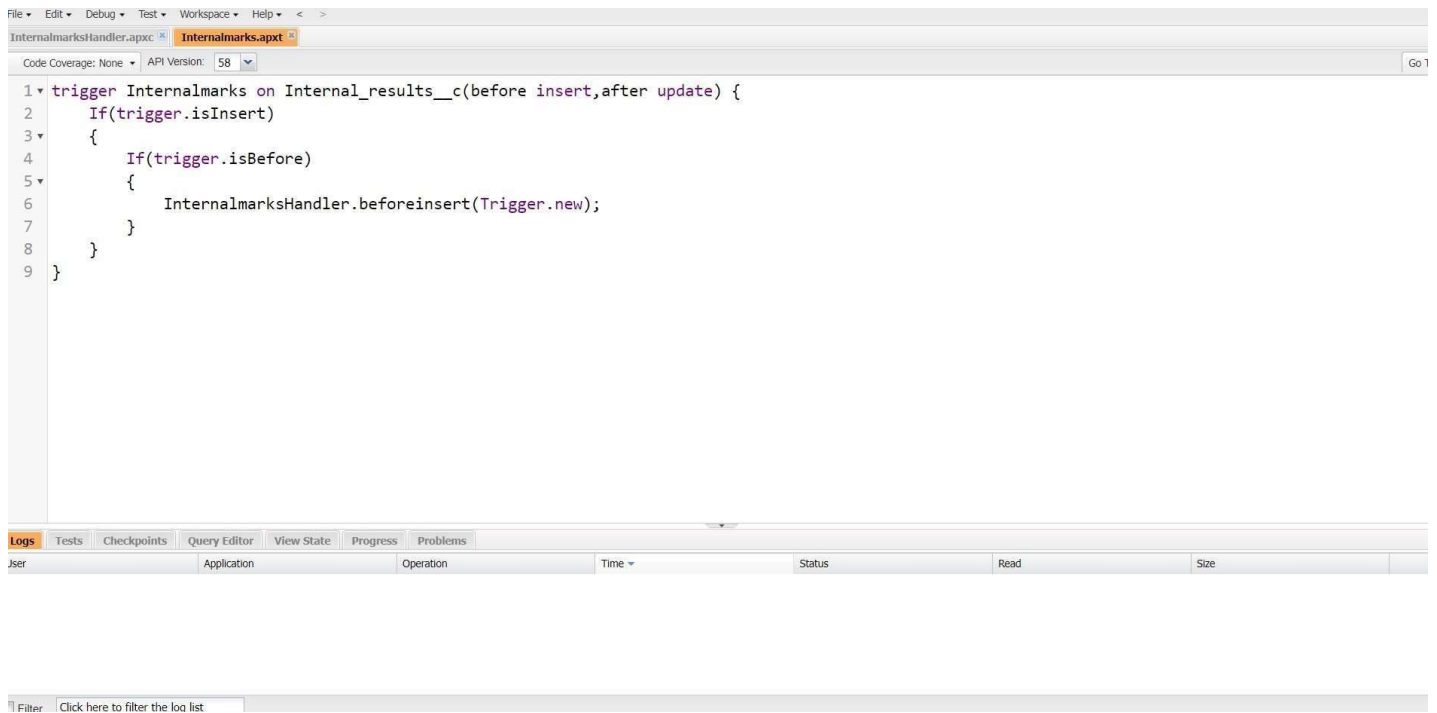 File Edit Debug Test Workspace Help < >
InternalmarksHandler.apxc Internalmarks.apxt
Code Coverage: None API Version: 58 Go T
1 trigger Internalmarks on Internal_results__c(before insert,after update) {
2 If(trigger.isInsert)
3 {
4 If(trigger.isBefore)
5 {
6 InternalmarksHandler.beforeinsert(Trigger.new);
7 }
8 }
9 }
Logs Tests Checkpoints Query Editor View State Progress Problems
User Application Operation Time Status Read Size
Filter Click here to filter the log list